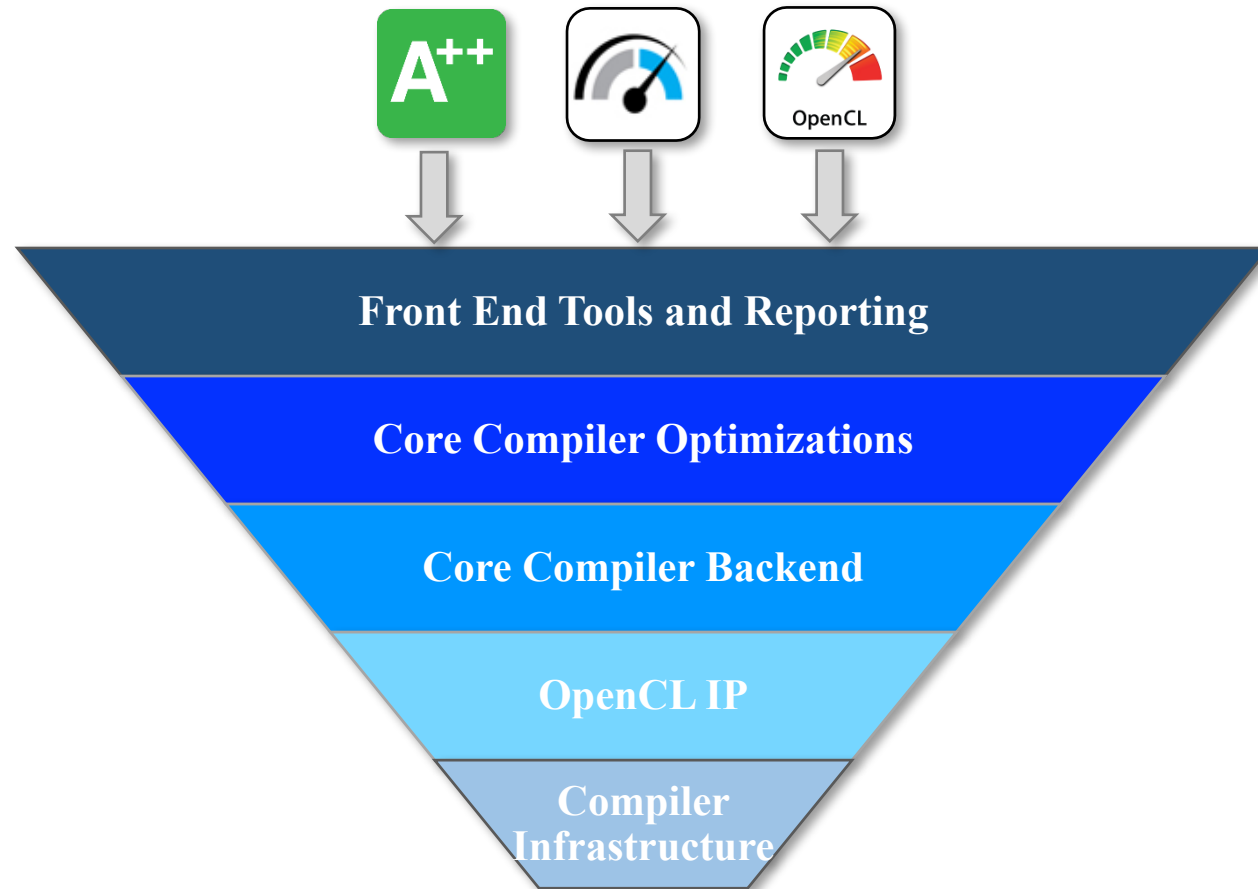 A++
OpenCL
Front End Tools and Reporting
Core Compiler Optimizations
Core Compiler Backend
OpenCL IP
Compiler
Infrastructure